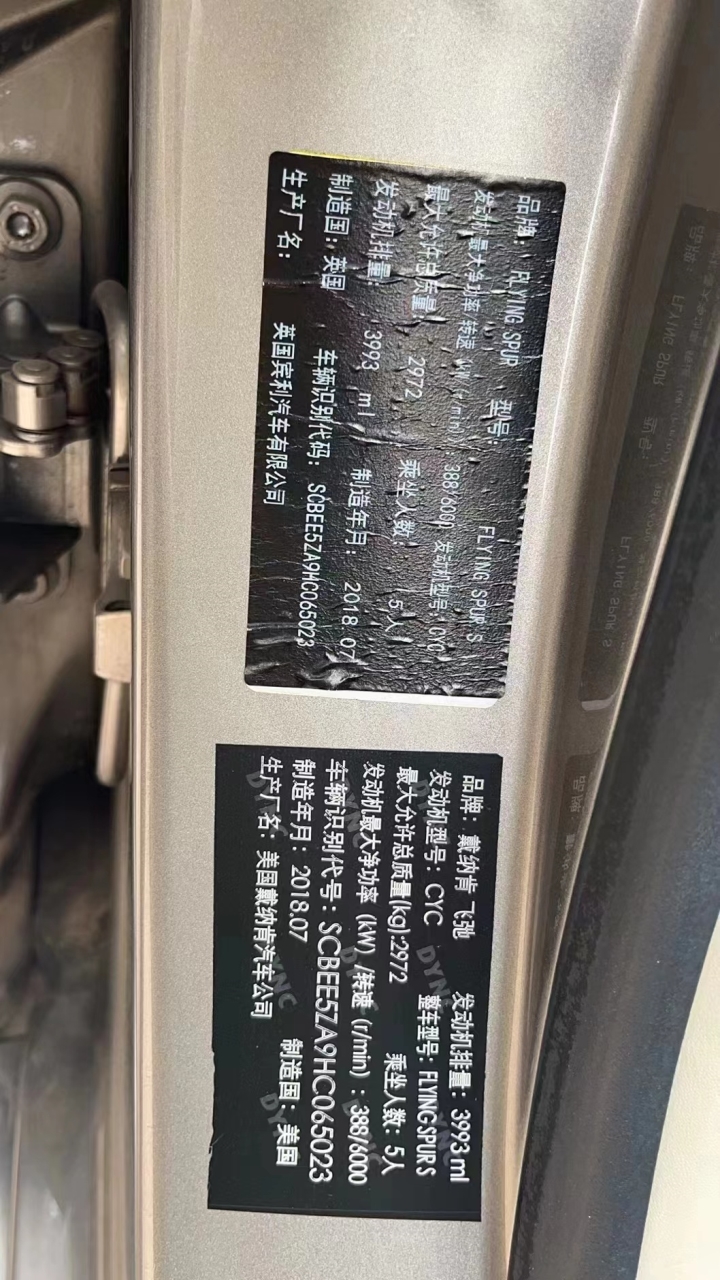 品牌： FLYING SPUR 型号： FLYING SPUR S
发动机最大净功率/转速 kW/(r/min)：388/6000 发动机型号：CYC
最大允许总质量： 2972 乘坐人数： 5人
发动机排量： 3993 ml 制造年月： 2018.07
制造国：英国 车辆识别代码：SCBEE5ZA9HC065023
生产厂名： 英国宾利汽车有限公司
品牌：戴纳肯 飞弛 发动机排量：3993 ml
发动机型号：CYC 整车型号：FLYINGSPUR S
最大允许总质量(kg):2972 乘坐人数：5人
发动机最大净功率（kW）/转速（r/min）：388/6000
车辆识别代号：SCBEE5ZA9HC065023
制造年月：2018.07 制造国：美国
生产厂名：美国戴纳肯汽车公司